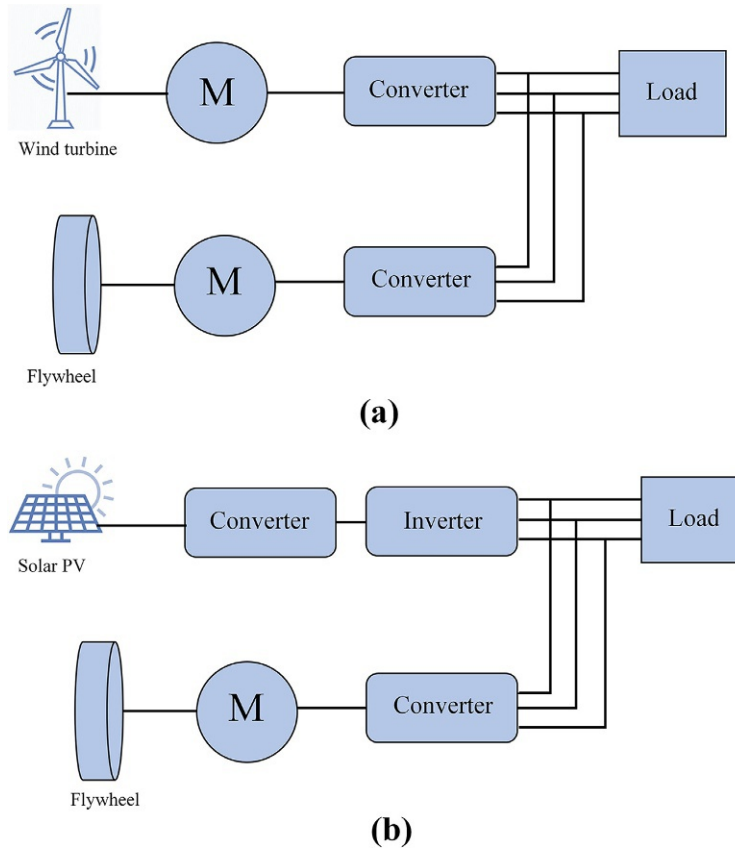 M
Converter
Load
Wind turbine
M
Converter
Flywheel
(a)
Converter
Inverter
Load
Solar PV
M
Converter
Flywheel
(b)